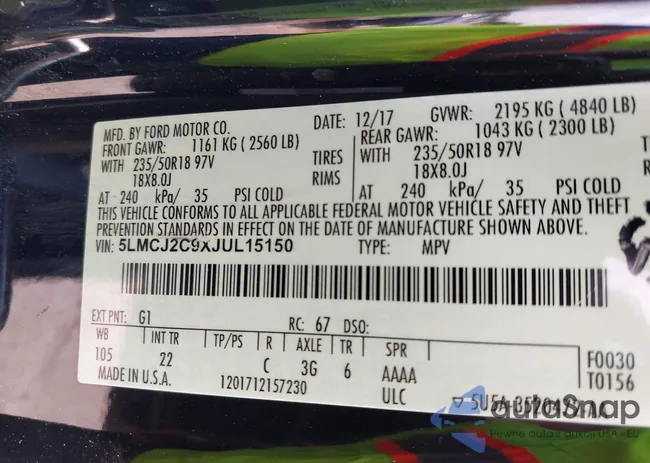 MFD. BY FORD MOTOR CO. DATE: 12/17 GVWR: 2195 KG ( 4840 LB)
FRONT GAWR: 1161 KG ( 2560 LB) REAR GAWR: 1043 KG ( 2300 LB)
WITH 235/50R18 97V TIRES WITH 235/50R18 97V
18X8.0J RIMS 18X8.0J
AT 240 kPa/ 35 PSI COLD AT 240 kPa/ 35 PSI COLD
THIS VEHICLE CONFORMS TO ALL APPLICABLE FEDERAL MOTOR VEHICLE SAFETY AND THEFT
PREVENTION STANDARDS IN EFFECT ON THE DATE OF MANUFACTURE SHOWN ABOVE.
VIN: 5LMCJ2C9XJUL15150 TYPE: MPV
EXT PNT: G1 RC: 67 DSO:
WB INT TR TP/PS R AXLE TR SPR F0030
105 22 C 3G 6 AAAA T0156
MADE IN U.S.A. 1201712157230 ULC
autoSnap
Pewne auto z aukcji USA - EU